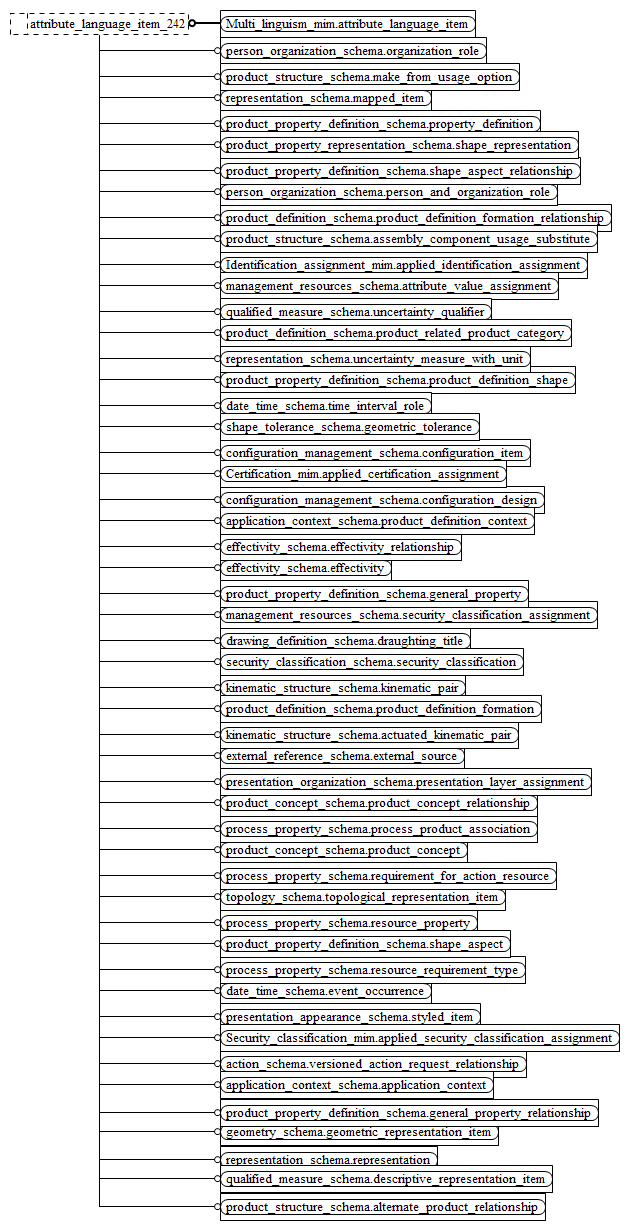 attribute_language_item_242
Multi_linguism_mim.attribute_language_item
person_organization_schema.organization_role
product_structure_schema.make_from_usage_option
representation_schema.mapped_item
product_property_definition_schema.property_definition
product_property_representation_schema.shape_representation
product_property_definition_schema.shape_aspect_relationship
person_organization_schema.person_and_organization_role
product_definition_schema.product_definition_formation_relationship
product_structure_schema.assembly_component_usage_substitute
Identification_assignment_mim.applied_identification_assignment
management_resources_schema.attribute_value_assignment
qualified_measure_schema.uncertainty_qualifier
product_definition_schema.product_related_product_category
representation_schema.uncertainty_measure_with_unit
product_property_definition_schema.product_definition_shape
date_time_schema.time_interval_role
shape_tolerance_schema.geometric_tolerance
configuration_management_schema.configuration_item
Certification_mim.applied_certification_assignment
configuration_management_schema.configuration_design
application_context_schema.product_definition_context
effectivity_schema.effectivity_relationship
effectivity_schema.effectivity
product_property_definition_schema.general_property
management_resources_schema.security_classification_assignment
drawing_definition_schema.draughting_title
security_classification_schema.security_classification
kinematic_structure_schema.kinematic_pair
product_definition_schema.product_definition_formation
kinematic_structure_schema.actuated_kinematic_pair
external_reference_schema.external_source
presentation_organization_schema.presentation_layer_assignment
product_concept_schema.product_concept_relationship
process_property_schema.process_product_association
product_concept_schema.product_concept
process_property_schema.requirement_for_action_resource
topology_schema.topological_representation_item
process_property_schema.resource_property
product_property_definition_schema.shape_aspect
process_property_schema.resource_requirement_type
date_time_schema.event_occurrence
presentation_appearance_schema.styled_item
Security_classification_mim.applied_security_classification_assignment
action_schema.versioned_action_request_relationship
application_context_schema.application_context
product_property_definition_schema.general_property_relationship
geometry_schema.geometric_representation_item
representation_schema.representation
qualified_measure_schema.descriptive_representation_item
product_structure_schema.alternate_product_relationship